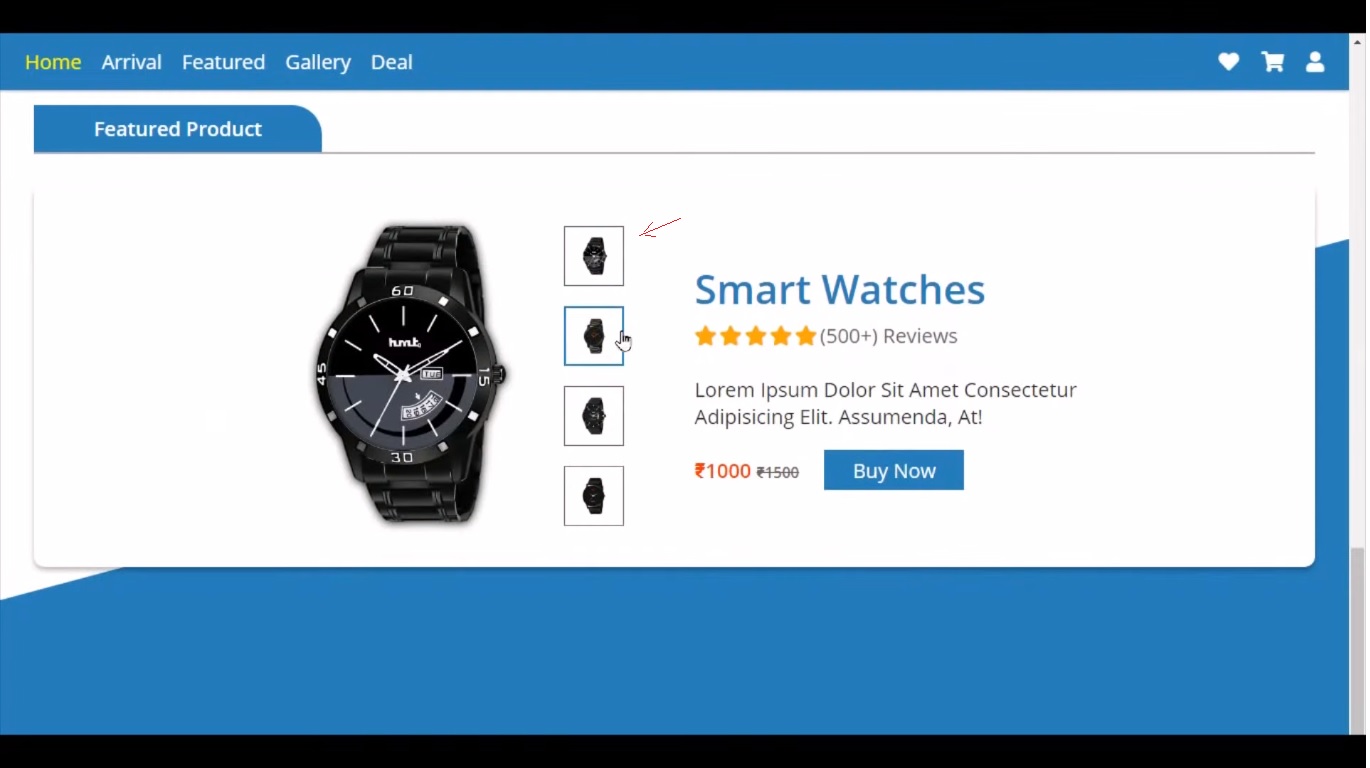 Home Arrival Featured Gallery Deal
Featured Product
60
hmt
TUE
45
15
30
Smart Watches
(500+) Reviews
Lorem Ipsum Dolor Sit Amet Consectetur
Adipisicing Elit. Assumenda, At!
₹1000 ₹1500 Buy Now